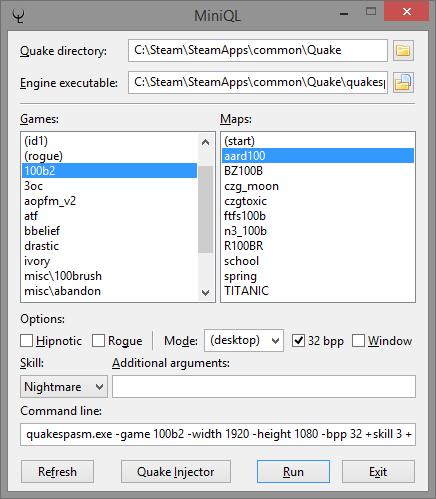 MiniQL
Quake directory: C:\Steam\SteamApps\common\Quake
Engine executable: C:\Steam\SteamApps\common\Quake\quakesp
Games: Maps:
(id1) (start)
(rogue) aard100
100b2 BZ100B
3oc czg_moon
aopfm_v2 czgtoxic
atf ftfs100b
bbelief n3_100b
drastic R100BR
ivory school
misc\100brush spring
misc\abandon TITANIC
Options:
Hipnotic Rogue Mode: (desktop) 32 bpp Window
Skill: Additional arguments:
Nightmare
Command line:
quakespasm.exe -game 100b2 -width 1920 -height 1080 -bpp 32 +skill 3 +
Refresh Quake Injector Run Exit